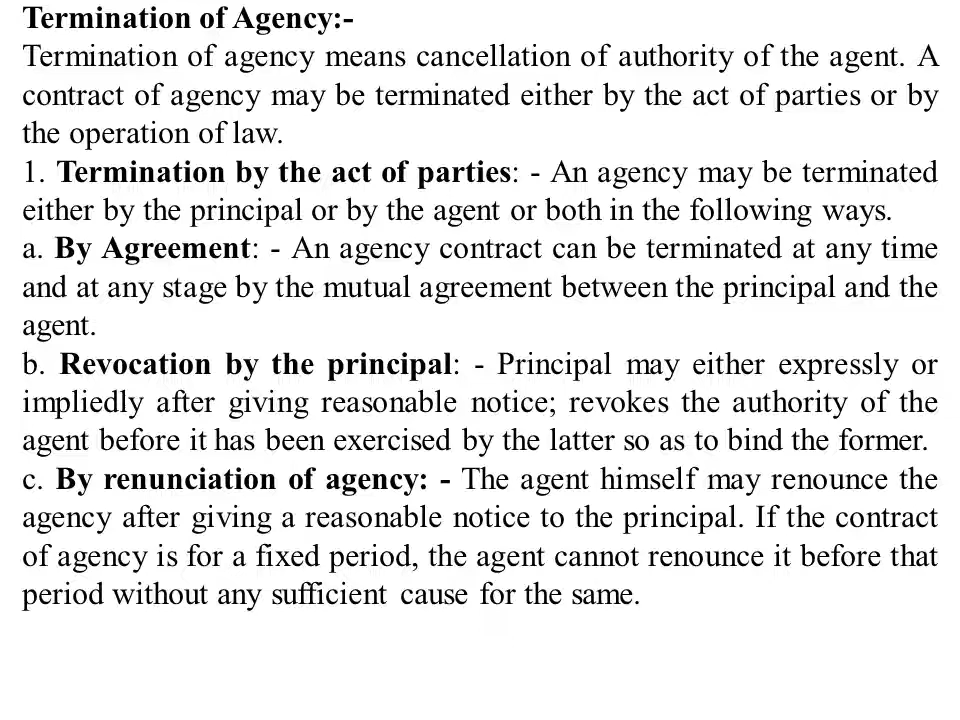 Termination of Agency:-
Termination of agency means cancellation of authority of the agent. A
contract of agency may be terminated either by the act of parties or by
the operation of law.
1. Termination by the act of parties: - An agency may be terminated
either by the principal or by the agent or both in the following ways.
a. By Agreement: - An agency contract can be terminated at any time
and at any stage by the mutual agreement between the principal and the
agent.
b. Revocation by the principal: - Principal may either expressly or
impliedly after giving reasonable notice; revokes the authority of the
agent before it has been exercised by the latter so as to bind the former.
c. By renunciation of agency: - The agent himself may renounce the
agency after giving a reasonable notice to the principal. If the contract
of agency is for a fixed period, the agent cannot renounce it before that
period without any sufficient cause for the same.